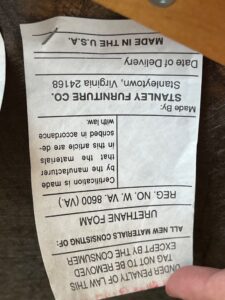 UNDER PENALTY OF LAW THIS
TAG NOT TO BE REMOVED
EXCEPT BY THE CONSUMER
ALL NEW MATERIALS CONSISTING OF:
URETHANE FOAM
REG. NO. W. VA. 8609 (VA.)
Certification is made
by the manufacturer
that the materials
in this article are de-
scribed in accordance
with law.
Made By:
STANLEY FURNITURE CO.
Stanleytown, Virginia 24168
Date of Delivery
MADE IN THE U.S.A.